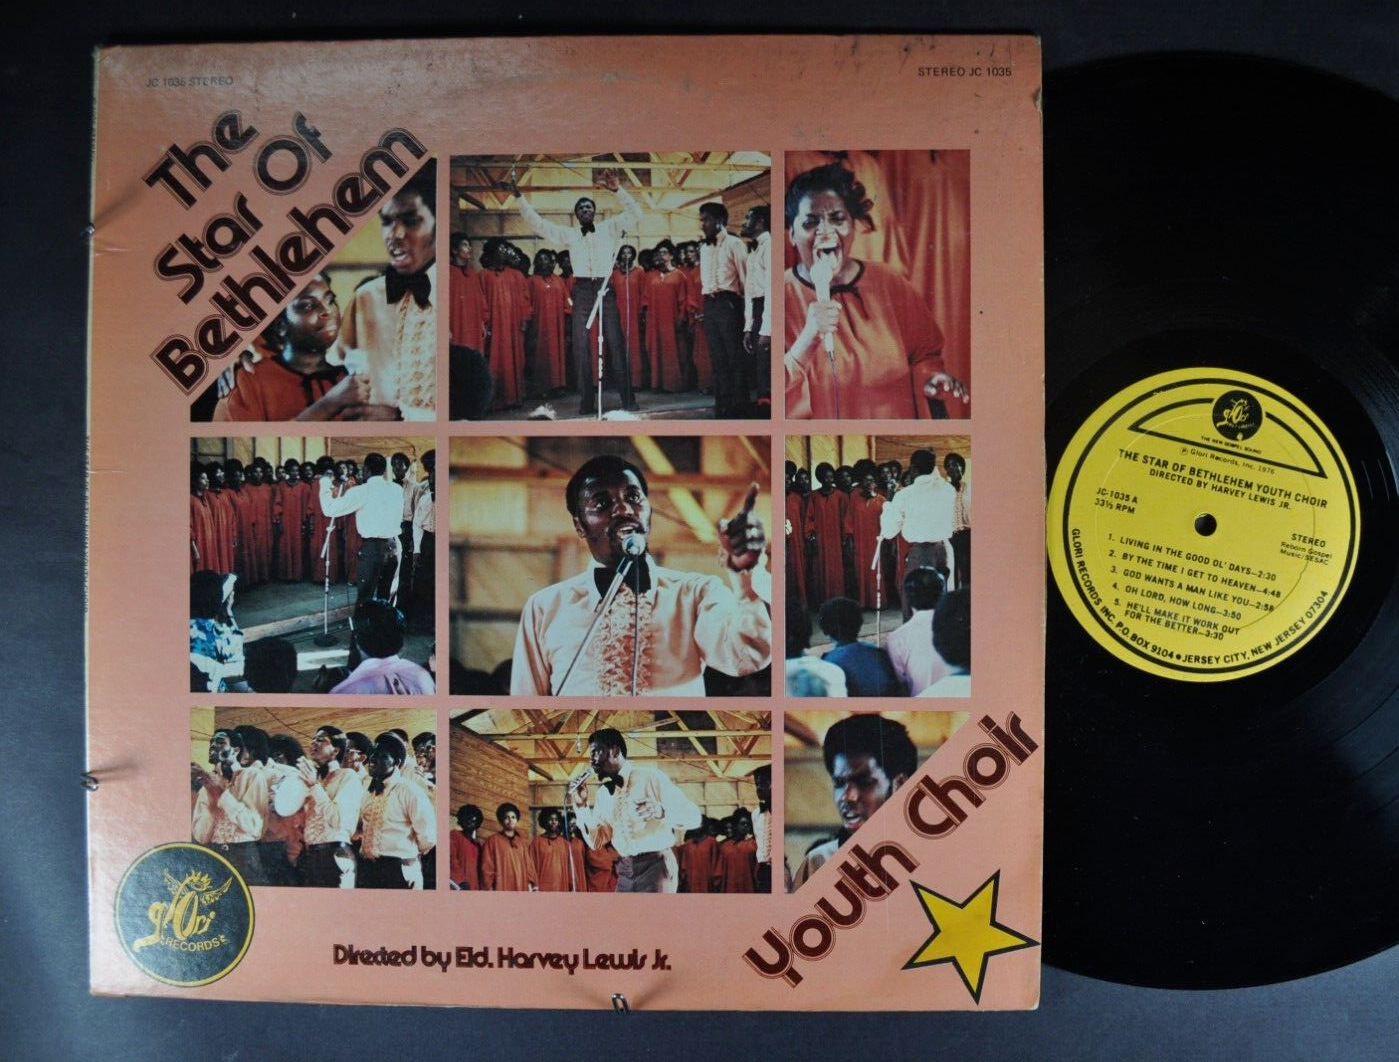 JC 1035 STEREO
STEREO JC 1035
The
Star Of
Bethlehem
Youth Choir
Directed by Eld. Harvey Lewis Jr.
glOri
RECORDS
glOri
THE NEW GOSPEL SOUND
℗ Glori Records, Inc. 1976
THE STAR OF BETHLEHEM YOUTH CHOIR
DIRECTED BY HARVEY LEWIS JR.
JC-1035 A
33⅓ RPM
STEREO
Reborn Gospel
Music/SESAC
1. LIVING IN THE GOOD OL' DAYS—2:30
2. BY THE TIME I GET TO HEAVEN—4:48
3. GOD WANTS A MAN LIKE YOU—2:58
4. OH LORD, HOW LONG—3:50
5. HE'LL MAKE IT WORK OUT
FOR THE BETTER—3:30
GLORI RECORDS INC. P.O. BOX 9104 • JERSEY CITY, NEW JERSEY 07304